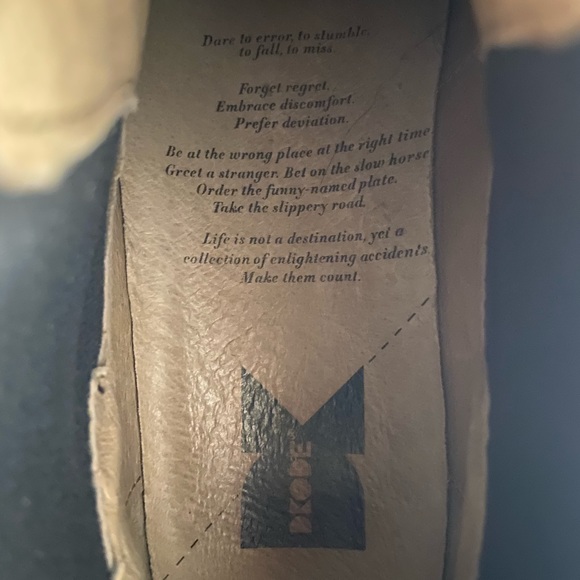 Dare to error, to stumble,
to fall, to miss.
Forget regret.
Embrace discomfort.
Prefer deviation.
Be at the wrong place at the right time
Greet a stranger. Bet on the slow horse
Order the funny-named plate.
Take the slippery road.
Life is not a destination, yet a
collection of enlightening accidents.
Make them count.
DKODE